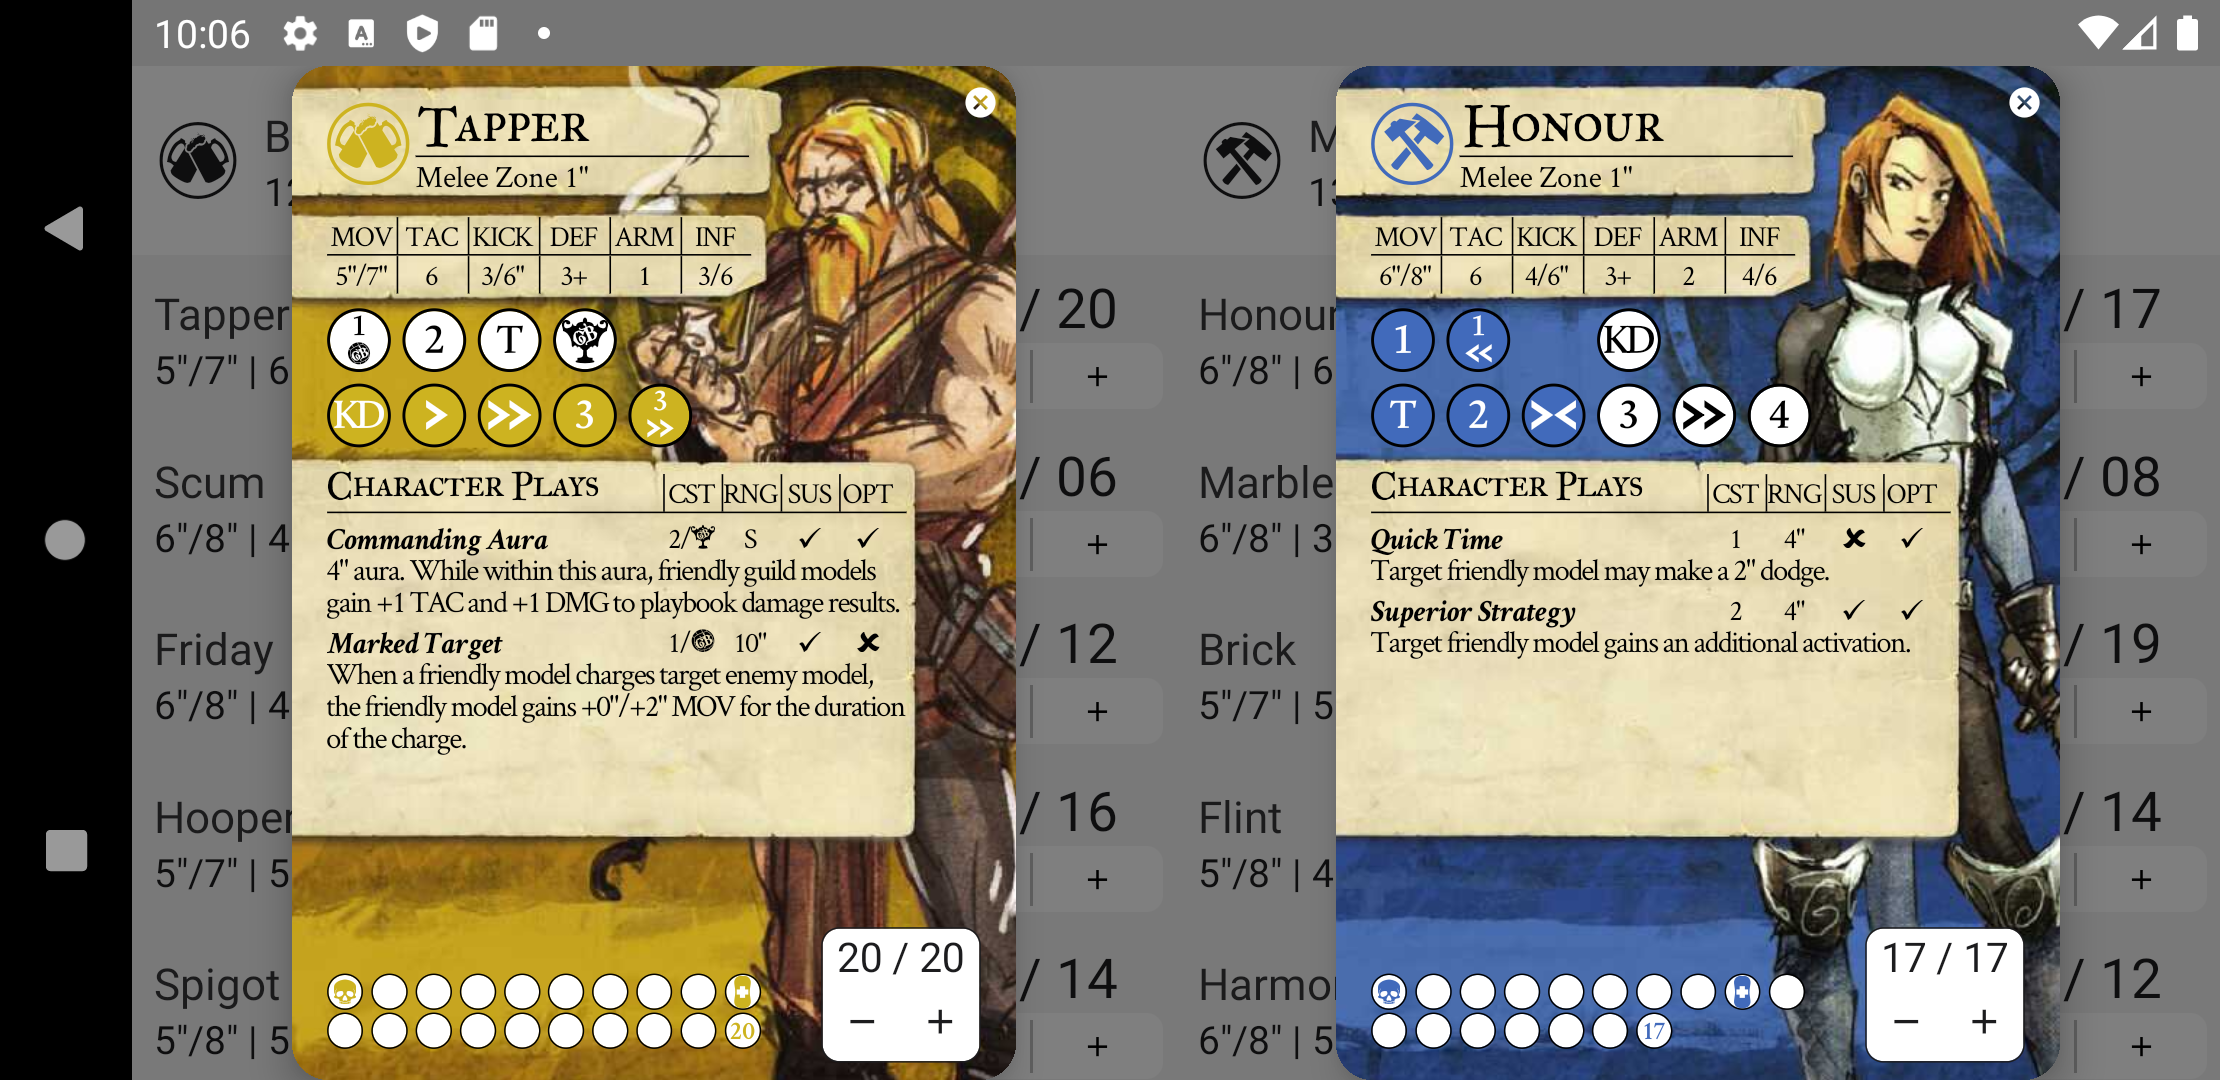 10:06
TAPPER
Melee Zone 1"
MOV TAC KICK DEF ARM INF
5"/7" 6 3/6" 3+ 1 3/6
1 GB 2 T GB
KD > >> 3 3 >>
CHARACTER PLAYS CST RNG SUS OPT
Commanding Aura 2/ S ✓ ✓
4" aura. While within this aura, friendly guild models
gain +1 TAC and +1 DMG to playbook damage results.
Marked Target 1/ 10" ✓ ✘
When a friendly model charges target enemy model,
the friendly model gains +0"/+2" MOV for the duration
of the charge.
20
20 / 20
− +
HONOUR
Melee Zone 1"
MOV TAC KICK DEF ARM INF
6"/8" 6 4/6" 3+ 2 4/6
1 1 << KD
T 2 >< 3 >> 4
CHARACTER PLAYS CST RNG SUS OPT
Quick Time 1 4" ✘ ✓
Target friendly model may make a 2" dodge.
Superior Strategy 2 4" ✓ ✓
Target friendly model gains an additional activation.
17
17 / 17
− +
B
12
Tapper / 20
5"/7" | 6 +
Scum / 06
6"/8" | 4 +
Friday / 12
6"/8" | 4 +
Hooper / 16
5"/7" | 5 +
Spigot / 14
5"/8" | 5 +
M
13
Honour / 17
6"/8" | 6 +
Marble / 08
6"/8" | 3 +
Brick / 19
5"/7" | 5 +
Flint / 14
5"/8" | 4 +
Harmo / 12
6"/8" | 5 +